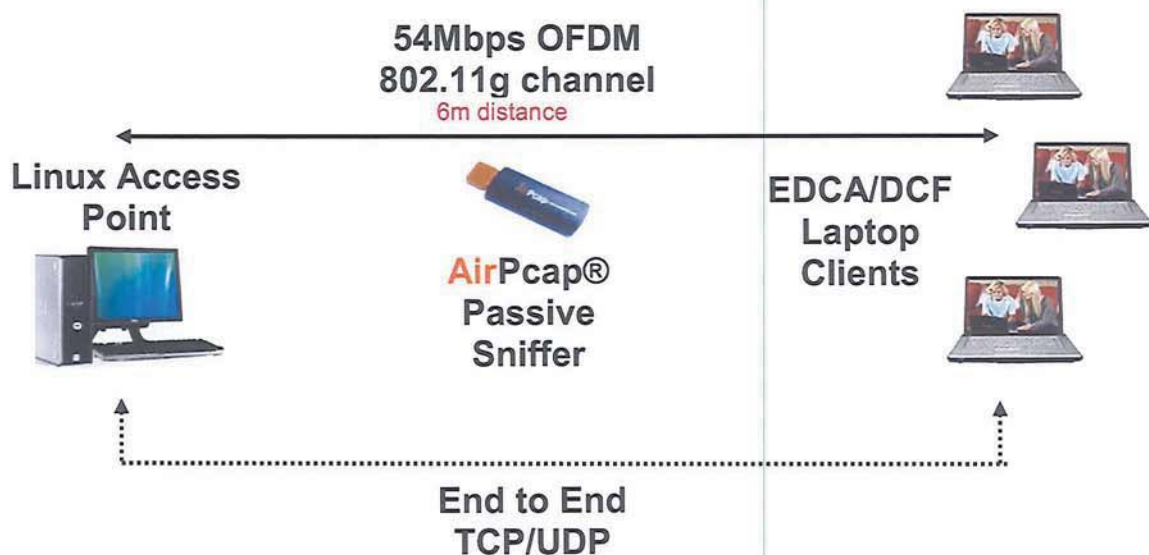 54Mbps OFDM
802.11g channel
6m distance
Linux Access
Point
AirPcap®
Passive
Sniffer
EDCA/DCF
Laptop
Clients
End to End
TCP/UDP